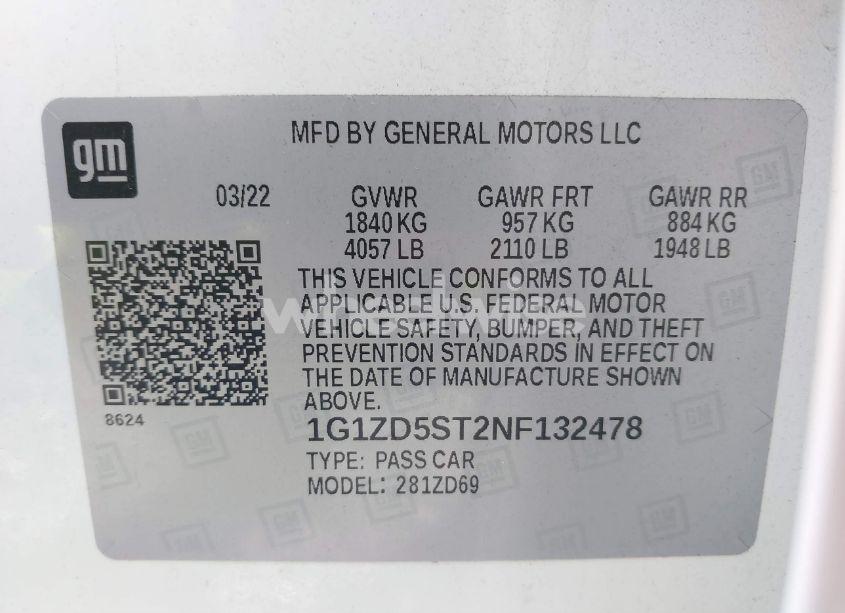 gm
MFD BY GENERAL MOTORS LLC
03/22 GVWR GAWR FRT GAWR RR
1840 KG 957 KG 884 KG
4057 LB 2110 LB 1948 LB
THIS VEHICLE CONFORMS TO ALL
APPLICABLE U.S. FEDERAL MOTOR
VEHICLE SAFETY, BUMPER, AND THEFT
PREVENTION STANDARDS IN EFFECT ON
THE DATE OF MANUFACTURE SHOWN
ABOVE.
8624
1G1ZD5ST2NF132478
TYPE: PASS CAR
MODEL: 281ZD69